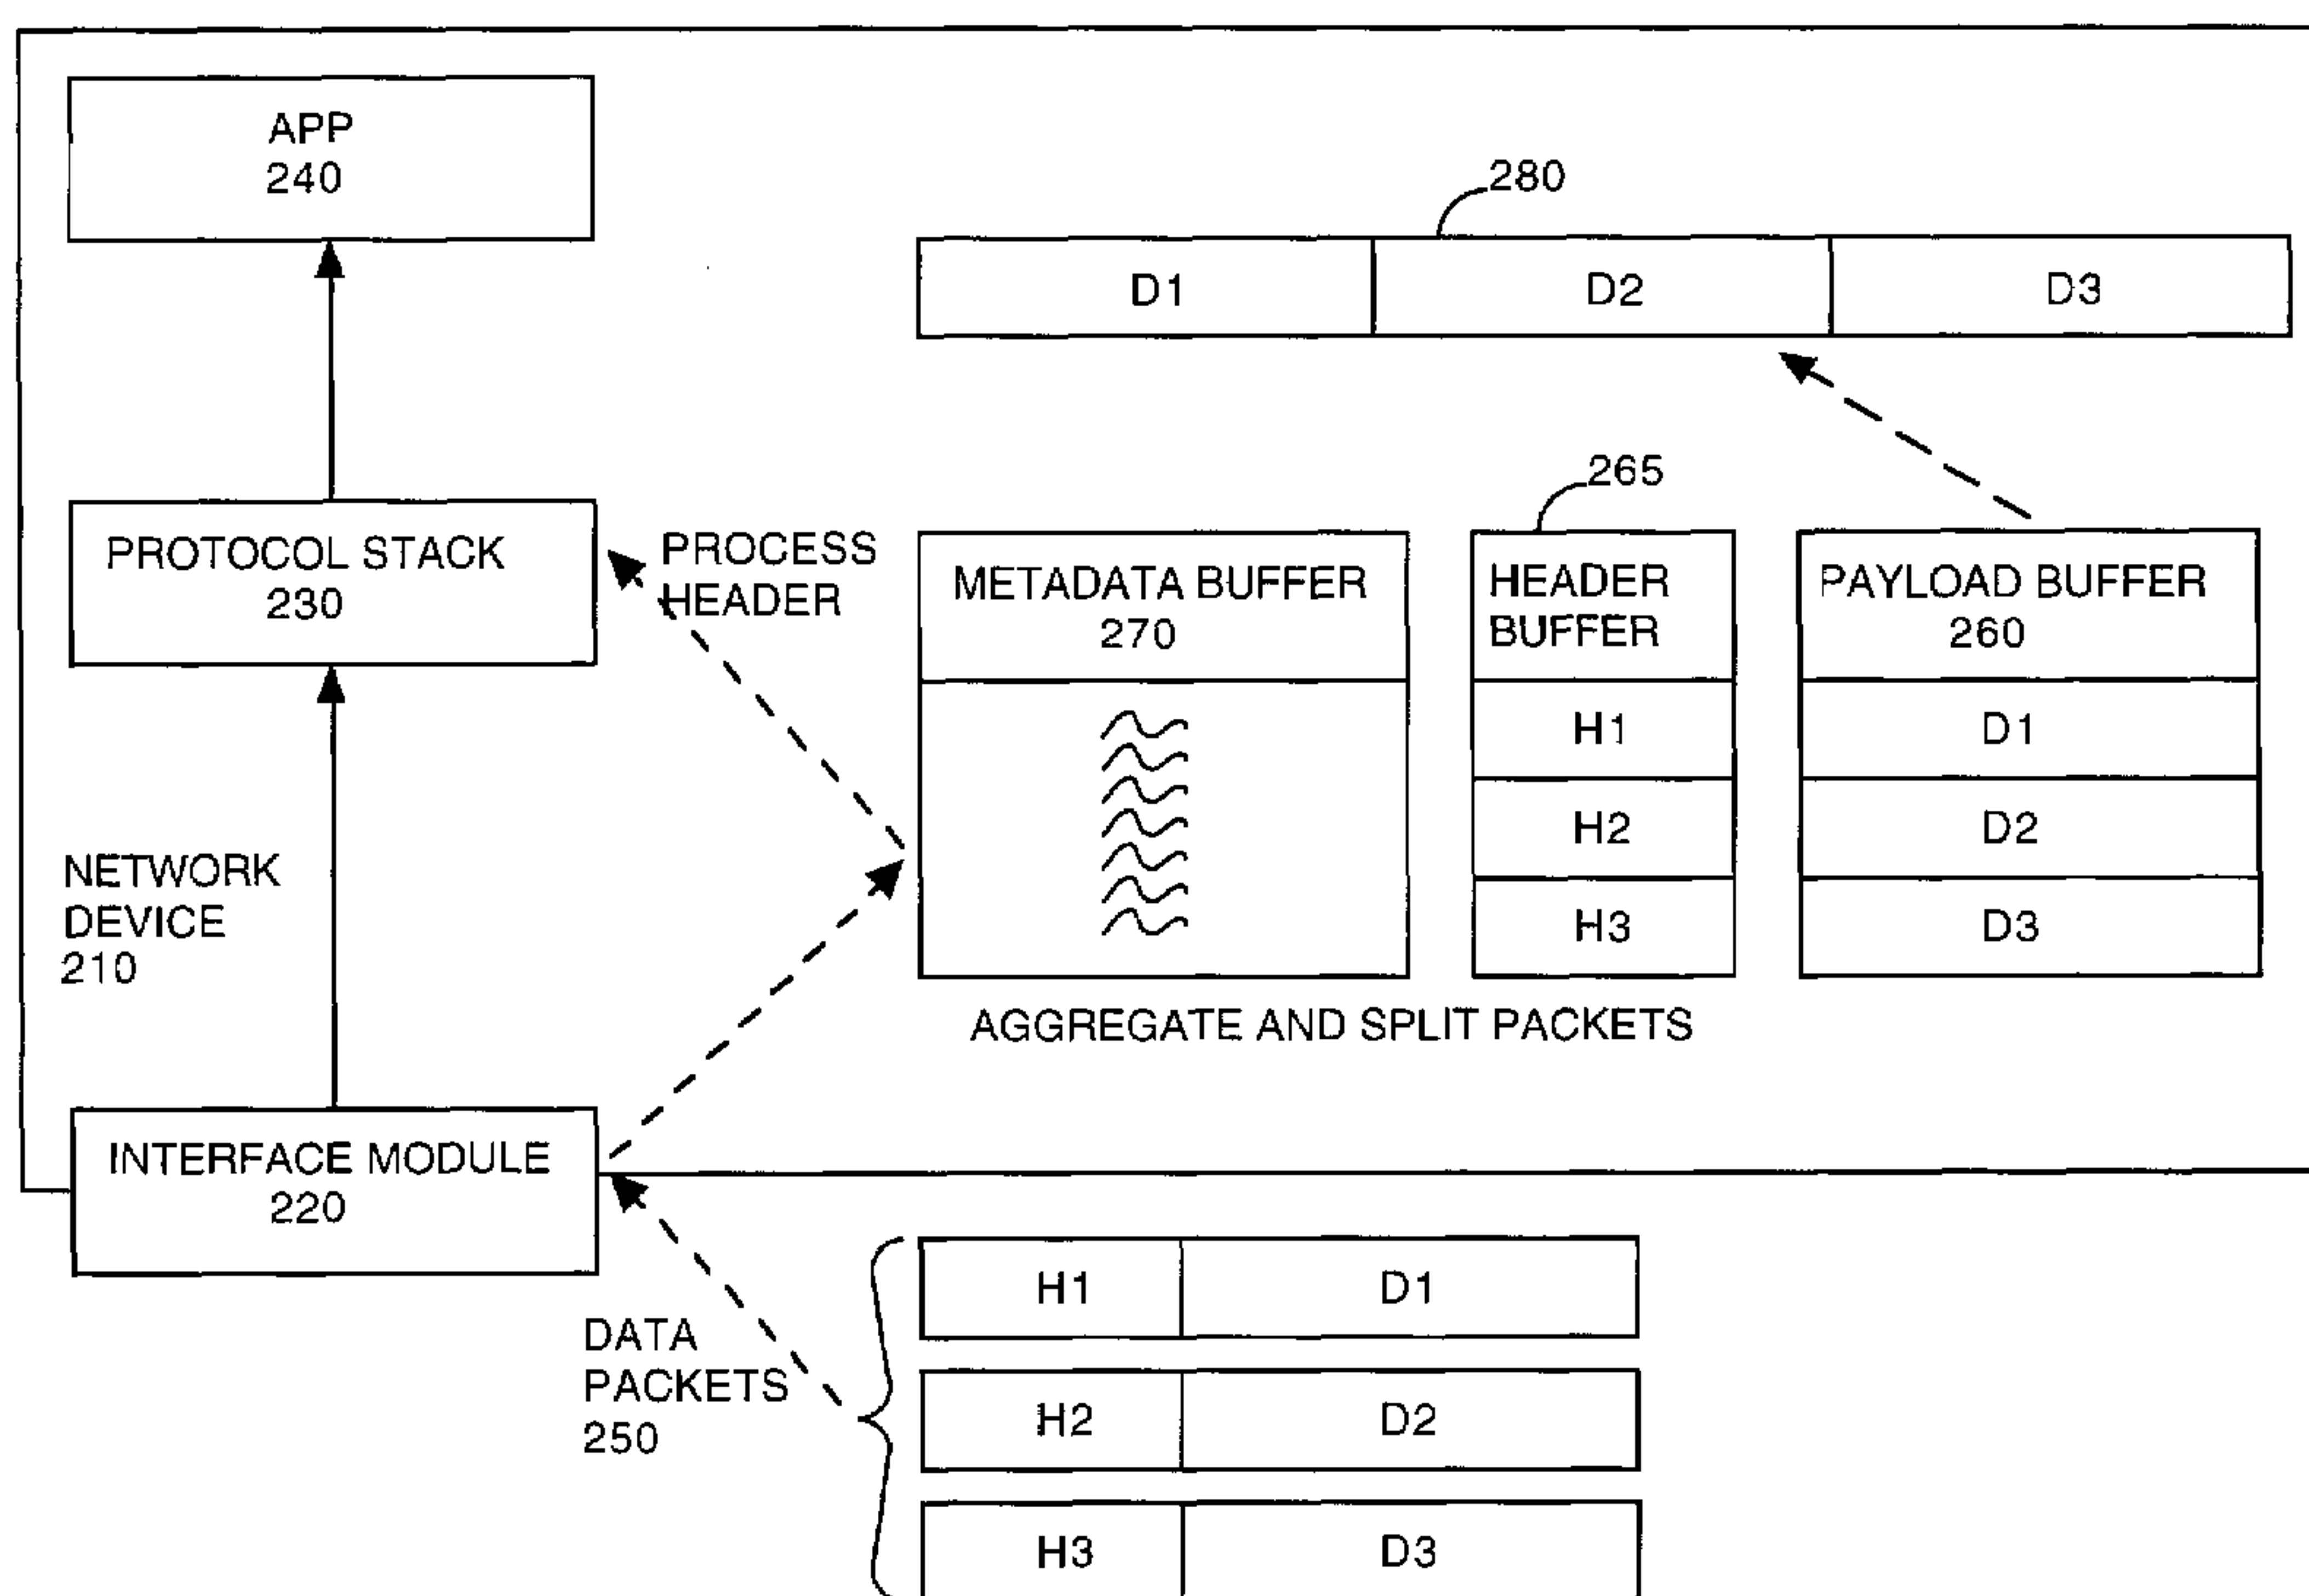 APP
240
280
D1 D2 D3
265
PROTOCOL STACK
230
PROCESS
HEADER
METADATA BUFFER
270
HEADER
BUFFER
PAYLOAD BUFFER
260
H1 D1
H2 D2
H3 D3
NETWORK
DEVICE
210
AGGREGATE AND SPLIT PACKETS
INTERFACE MODULE
220
DATA
PACKETS
250
H1 D1
H2 D2
H3 D3